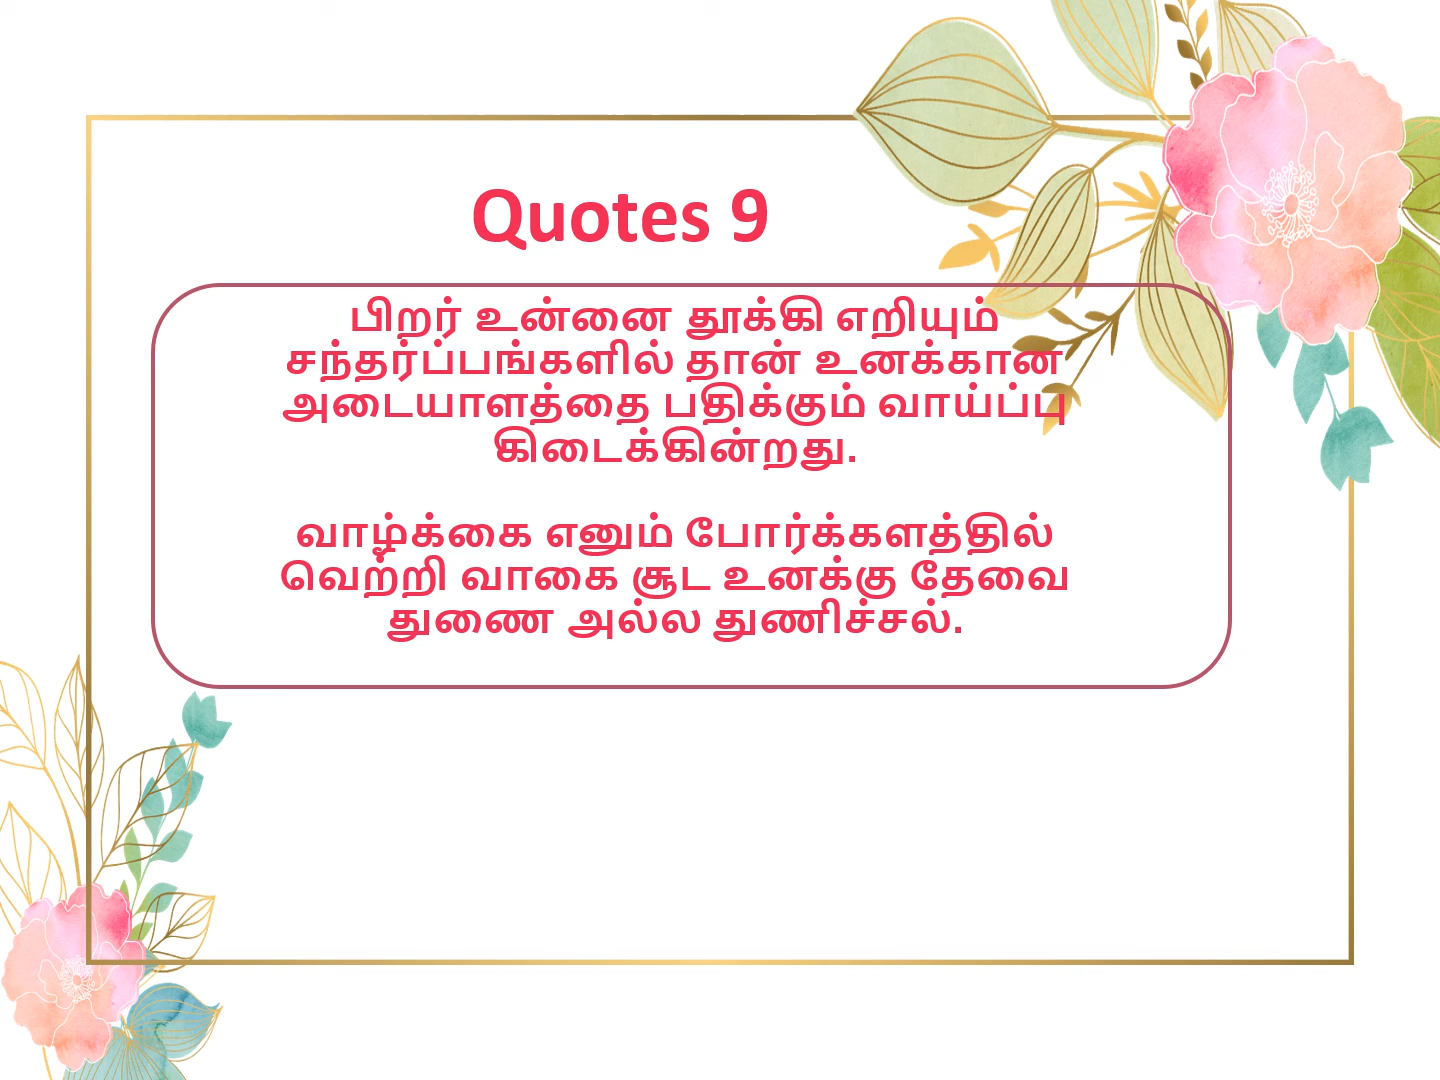 Quotes 9
பிறர் உன்னை தூக்கி எறியும்
சந்தர்ப்பங்களில் தான் உனக்கான
அடையாளத்தை பதிக்கும் வாய்ப்பு
கிடைக்கின்றது.
வாழ்க்கை எனும் போர்க்களத்தில்
வெற்றி வாகை சூட உனக்கு தேவை
துணை அல்ல துணிச்சல்.